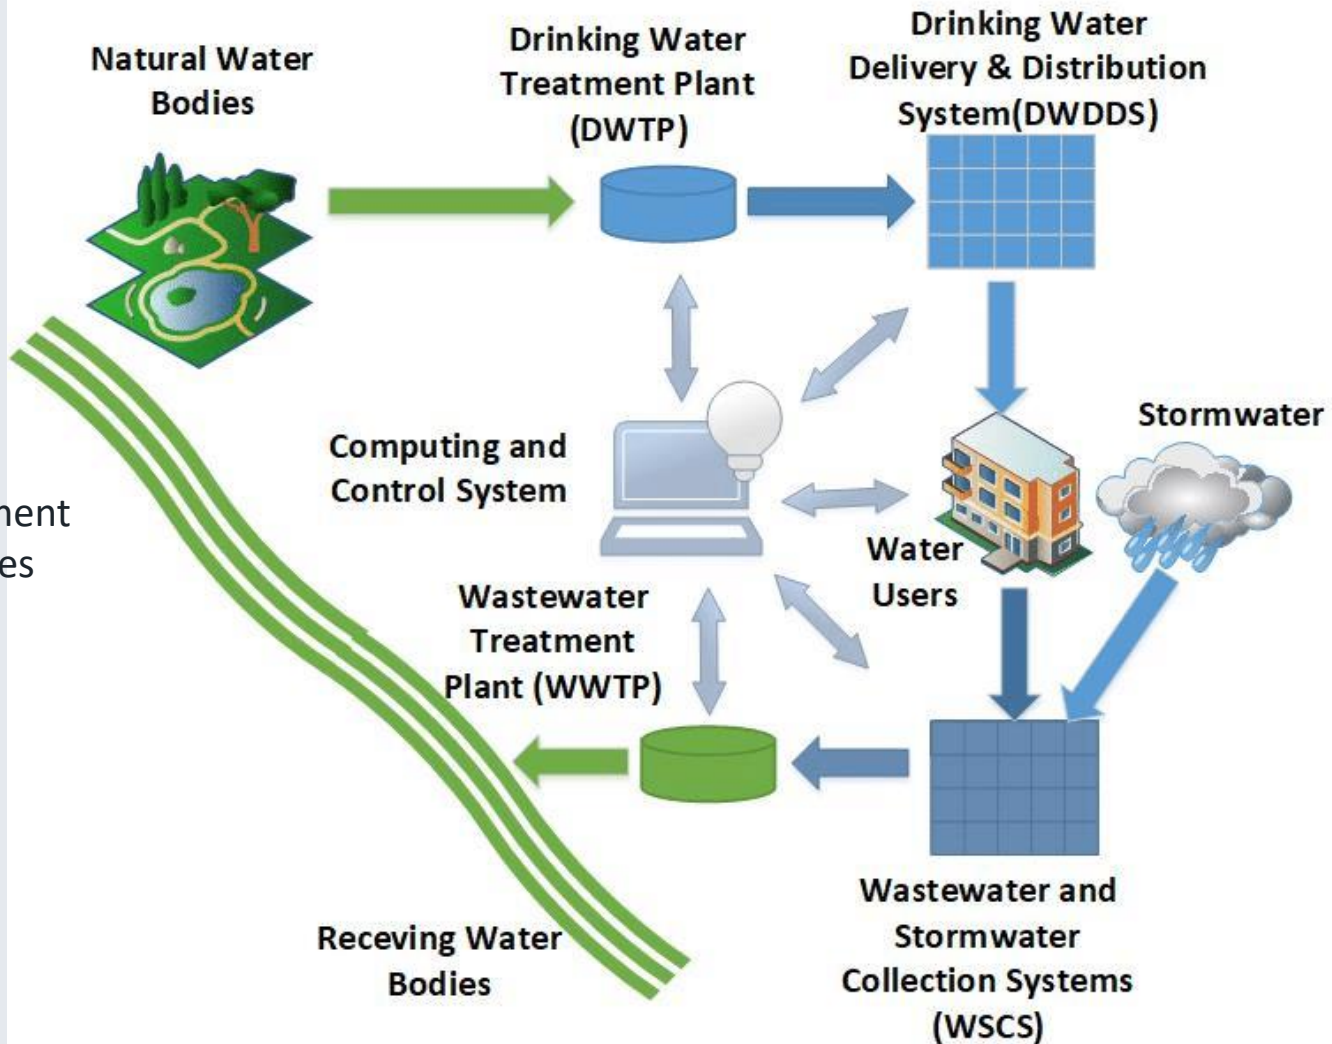 Natural Water
Bodies
Drinking Water
Treatment Plant
(DWTP)
Drinking Water
Delivery & Distribution
System(DWDDS)
Computing and
Control System
Stormwater
Water
Users
Wastewater
Treatment
Plant (WWTP)
Receving Water
Bodies
Wastewater and
Stormwater
Collection Systems
(WSCS)